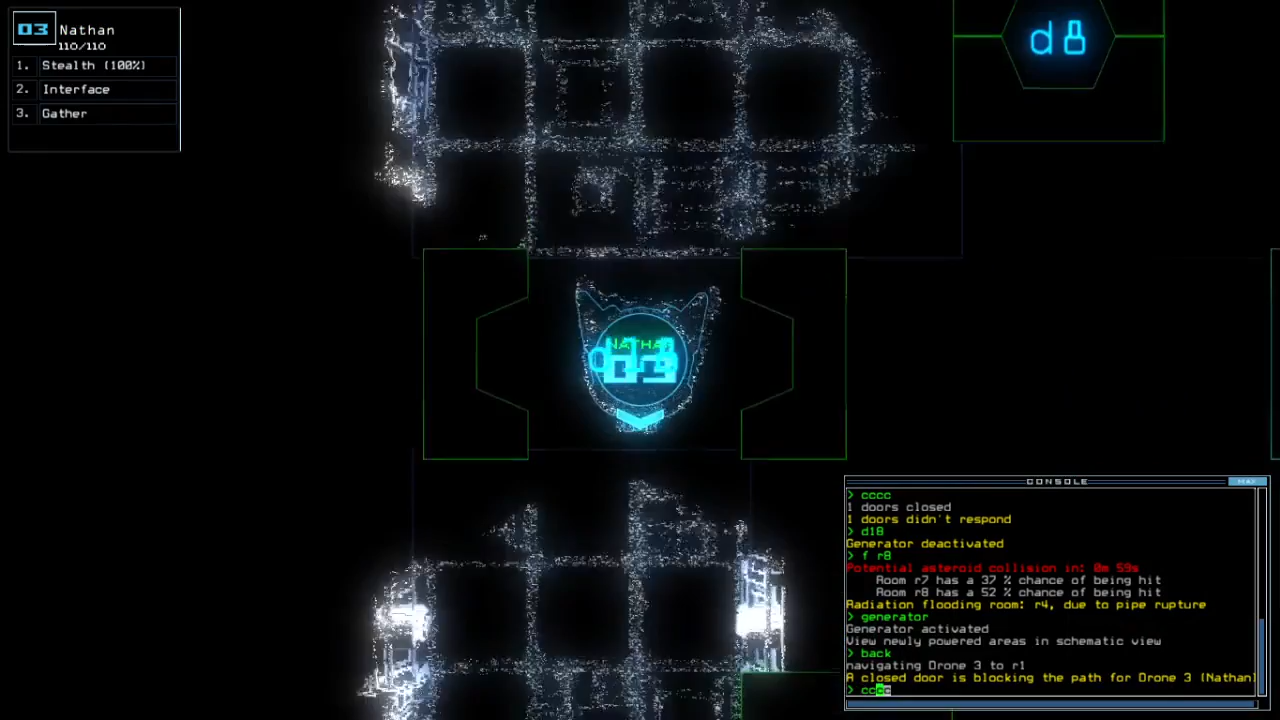 03 Nathan
110/110
1. Stealth (100%)
2. Interface
3. Gather
d8
NATHAN
03
CONSOLE
MAP
> cccc
1 doors closed
1 doors didn't respond
> d18
Generator deactivated
> f r8
Potential asteroid collision in: 0m 59s
Room r7 has a 37 % chance of being hit
Room r8 has a 52 % chance of being hit
Radiation flooding room: r4, due to pipe rupture
> generator
Generator activated
View newly powered areas in schematic view
> back
navigating Drone 3 to r1
A closed door is blocking the path for Drone 3 (Nathan)
> cccc